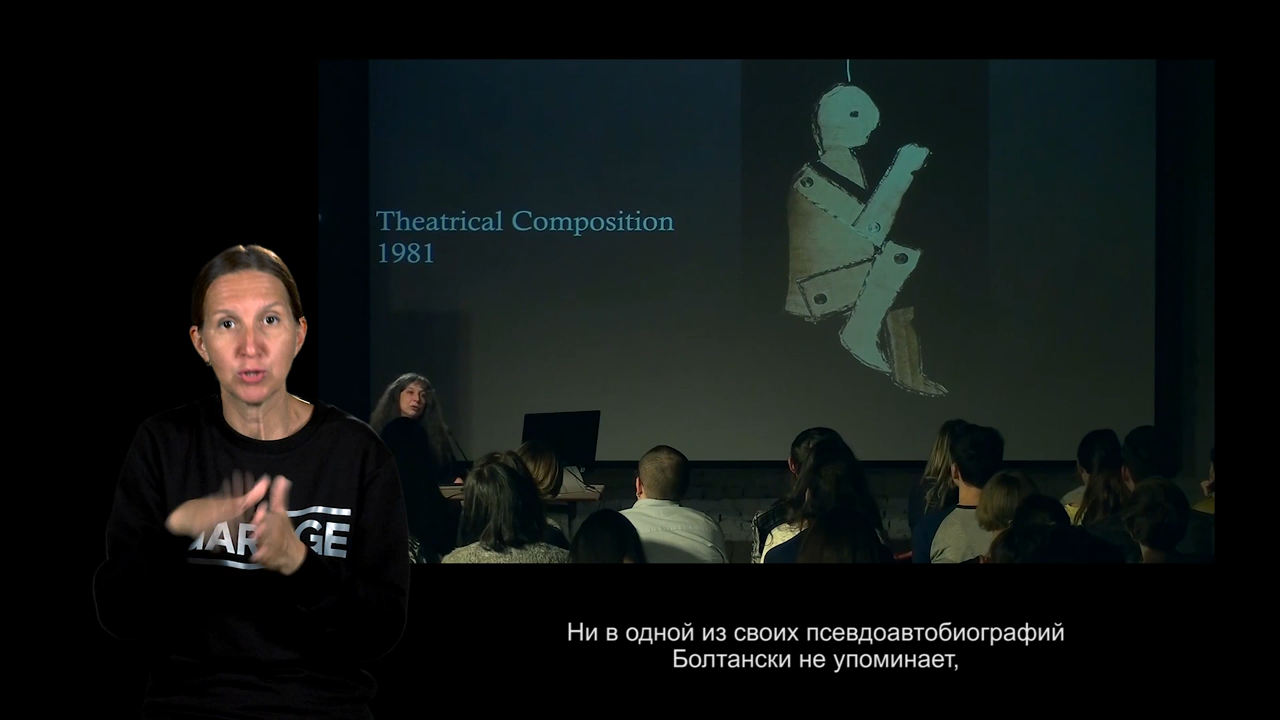 Theatrical Composition
1981
Ни в одной из своих псевдоавтобиографий
Болтански не упоминает,